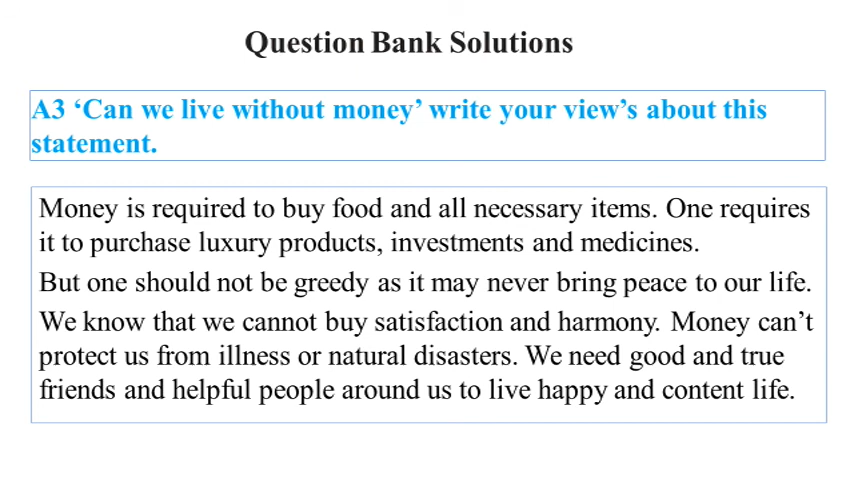 Question Bank Solutions
A3 ‘Can we live without money’ write your view’s about this
statement.
Money is required to buy food and all necessary items. One requires
it to purchase luxury products, investments and medicines.
But one should not be greedy as it may never bring peace to our life.
We know that we cannot buy satisfaction and harmony. Money can’t
protect us from illness or natural disasters. We need good and true
friends and helpful people around us to live happy and content life.